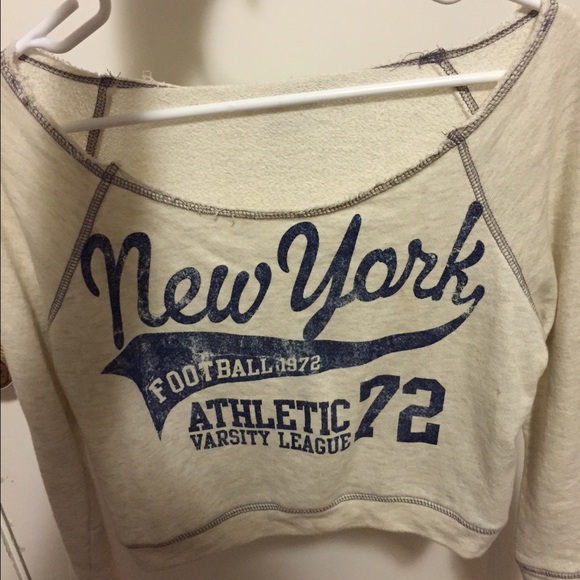 New York
FOOTBALL 1972
ATHLETIC 72
VARSITY LEAGUE